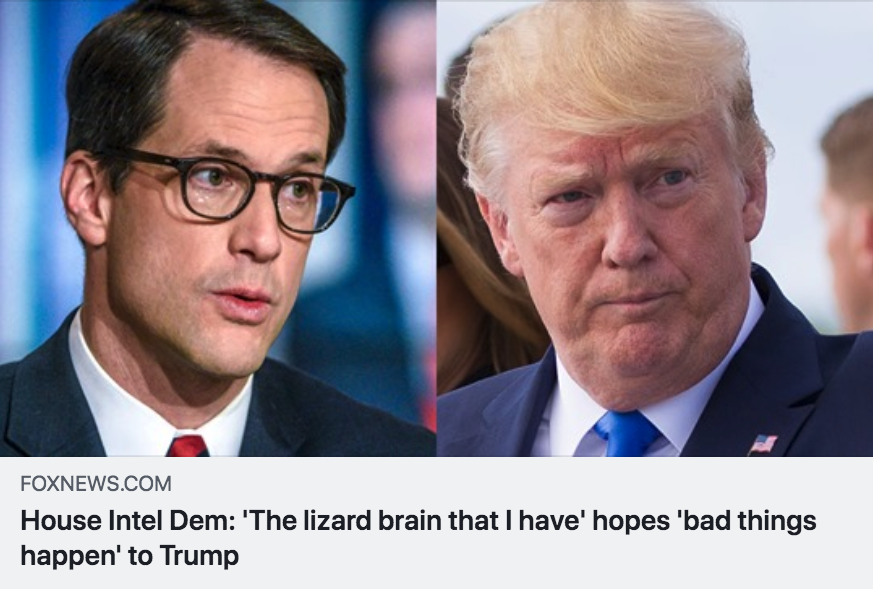 FOXNEWS.COM
House Intel Dem: 'The lizard brain that I have' hopes 'bad things
happen' to Trump